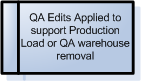 QA Edits Applied to
support Production
Load or QA warehouse
removal